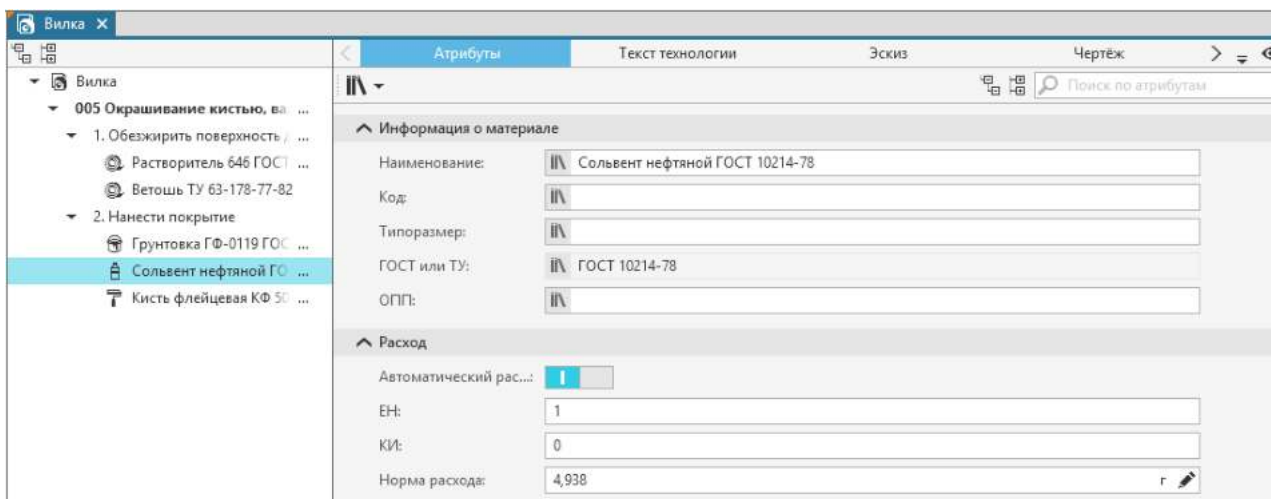 Вилка
Атрибуты Текст технологии Эскиз Чертёж
Вилка
005 Окрашивание кистью, ва ...
1. Обезжирить поверхность д ...
Растворитель 646 ГОСТ ...
Ветошь ТУ 63-178-77-82
2. Нанести покрытие
Грунтовка ГФ-0119 ГОС ...
Сольвент нефтяной ГО ...
Кисть флейцевая КФ 50 ...
Поиск по атрибутам
Информация о материале
Наименование: Сольвент нефтяной ГОСТ 10214-78
Код:
Типоразмер:
ГОСТ или ТУ: ГОСТ 10214-78
ОПП:
Расход
Автоматический рас...:
ЕН: 1
КИ: 0
Норма расхода: 4,938 г